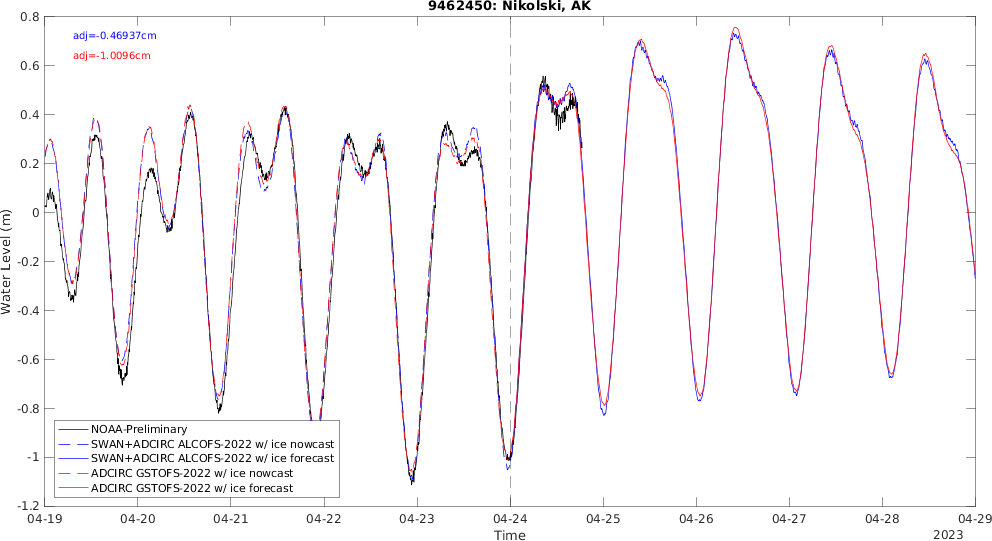 9462450: Nikolski, AK
adj=-0.46937cm
adj=-1.0096cm
Water Level (m)
0.8
0.6
0.4
0.2
0
-0.2
-0.4
-0.6
-0.8
-1
-1.2
NOAA-Preliminary
SWAN+ADCIRC ALCOFS-2022 w/ ice nowcast
SWAN+ADCIRC ALCOFS-2022 w/ ice forecast
ADCIRC GSTOFS-2022 w/ ice nowcast
ADCIRC GSTOFS-2022 w/ ice forecast
04-19 04-20 04-21 04-22 04-23 04-24 04-25 04-26 04-27 04-28 04-29
Time
2023